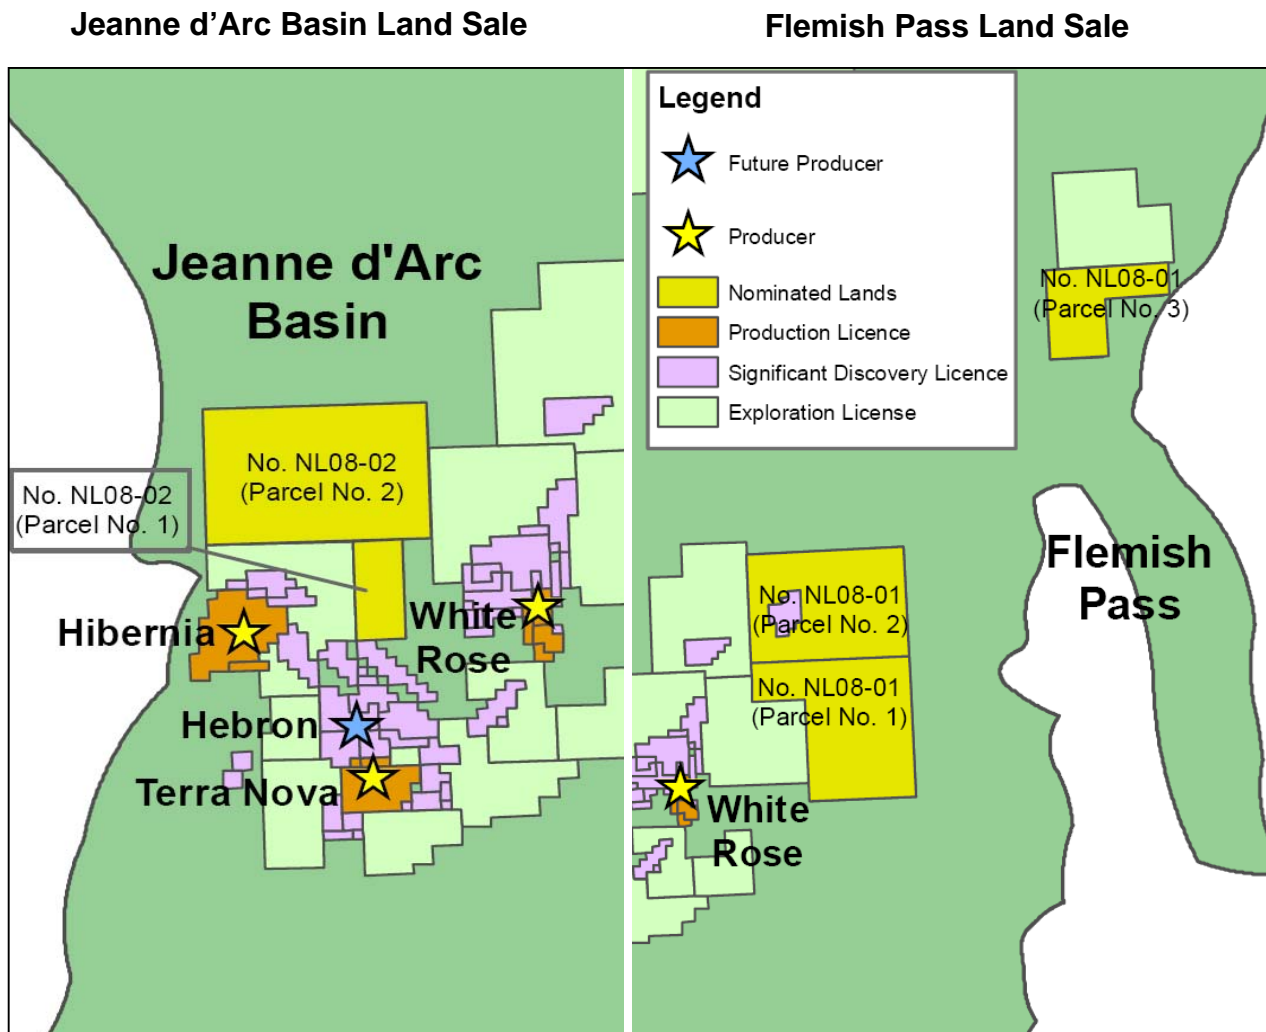 Jeanne d’Arc Basin Land Sale
Flemish Pass Land Sale
Jeanne d'Arc
Basin
No. NL08-02
(Parcel No. 2)
No. NL08-02
(Parcel No. 1)
Hibernia
White
Rose
Hebron
Terra Nova
Legend
Future Producer
Producer
Nominated Lands
Production Licence
Significant Discovery Licence
Exploration License
No. NL08-01
(Parcel No. 3)
Flemish
Pass
No. NL08-01
(Parcel No. 2)
No. NL08-01
(Parcel No. 1)
White
Rose